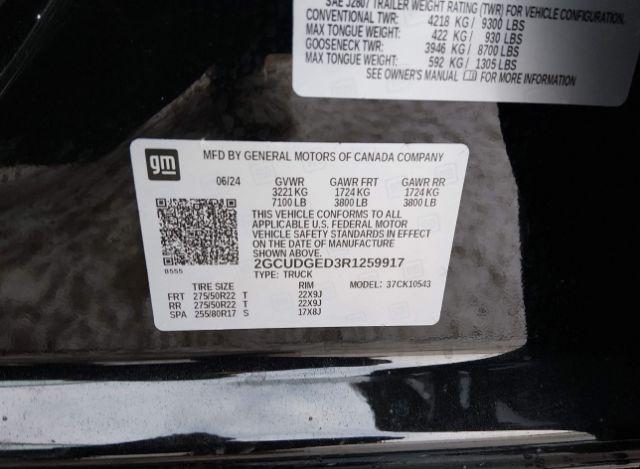 SAE J2807 TRAILER WEIGHT RATING (TWR) FOR VEHICLE CONFIGURATION.
CONVENTIONAL TWR: 4218 KG / 9300 LBS
MAX TONGUE WEIGHT: 422 KG / 930 LBS
GOOSENECK TWR: 3946 KG / 8700 LBS
MAX TONGUE WEIGHT: 592 KG / 1305 LBS
SEE OWNER'S MANUAL FOR MORE INFORMATION
gm MFD BY GENERAL MOTORS OF CANADA COMPANY
06/24 GVWR GAWR FRT GAWR RR
3221 KG 1724 KG 1724 KG
7100 LB 3800 LB 3800 LB
THIS VEHICLE CONFORMS TO ALL
APPLICABLE U.S. FEDERAL MOTOR
VEHICLE SAFETY STANDARDS IN EFFECT
ON THE DATE OF MANUFACTURE
SHOWN ABOVE.
2GCUDGED3R1259917
B555
TYPE: TRUCK MODEL: 37CK10543
TIRE SIZE RIM
FRT 275/50R22 T 22X9J
RR 275/50R22 T 22X9J
SPA 255/80R17 S 17X8J